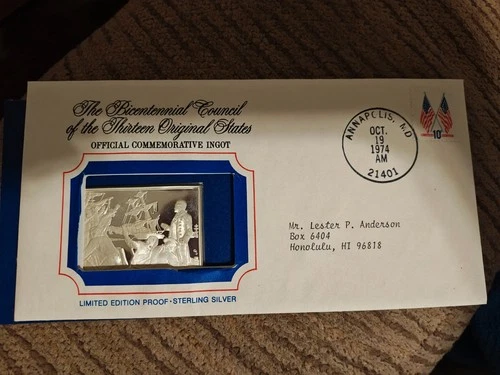 The Bicentennial Council
of the Thirteen Original States
OFFICIAL COMMEMORATIVE INGOT
LIMITED EDITION PROOF • STERLING SILVER
ANNAPOLIS, MD
OCT.
19
1974
AM
21401
10¢
Mr. Lester P. Anderson
Box 6404
Honolulu, HI 96818